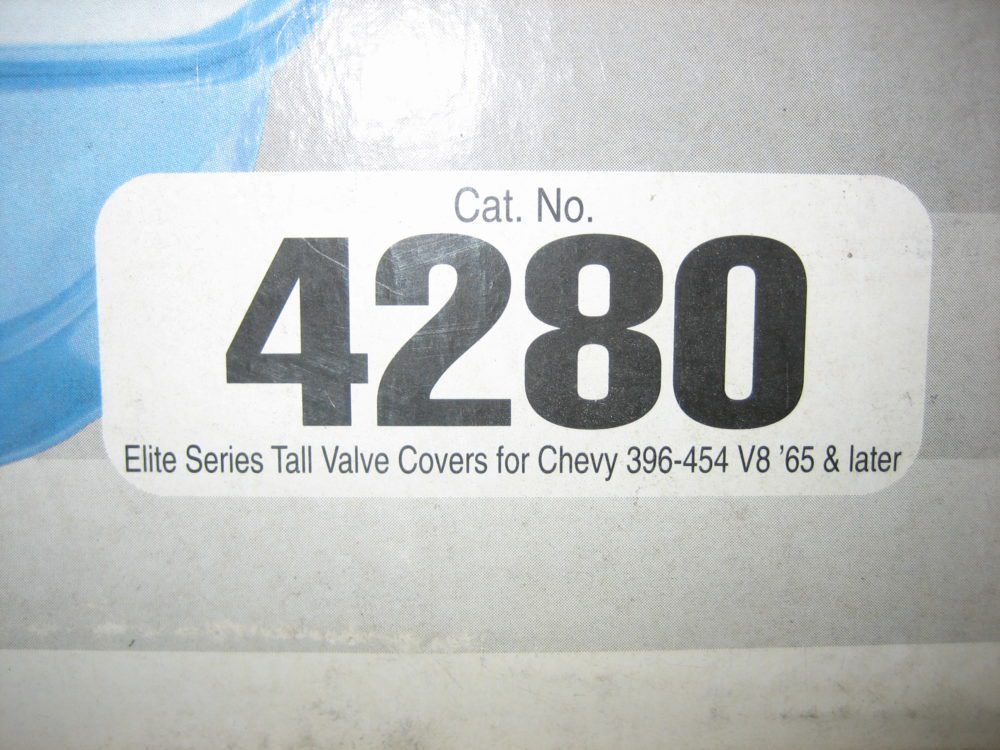 Cat. No.
4280
Elite Series Tall Valve Covers for Chevy 396-454 V8 '65 & later